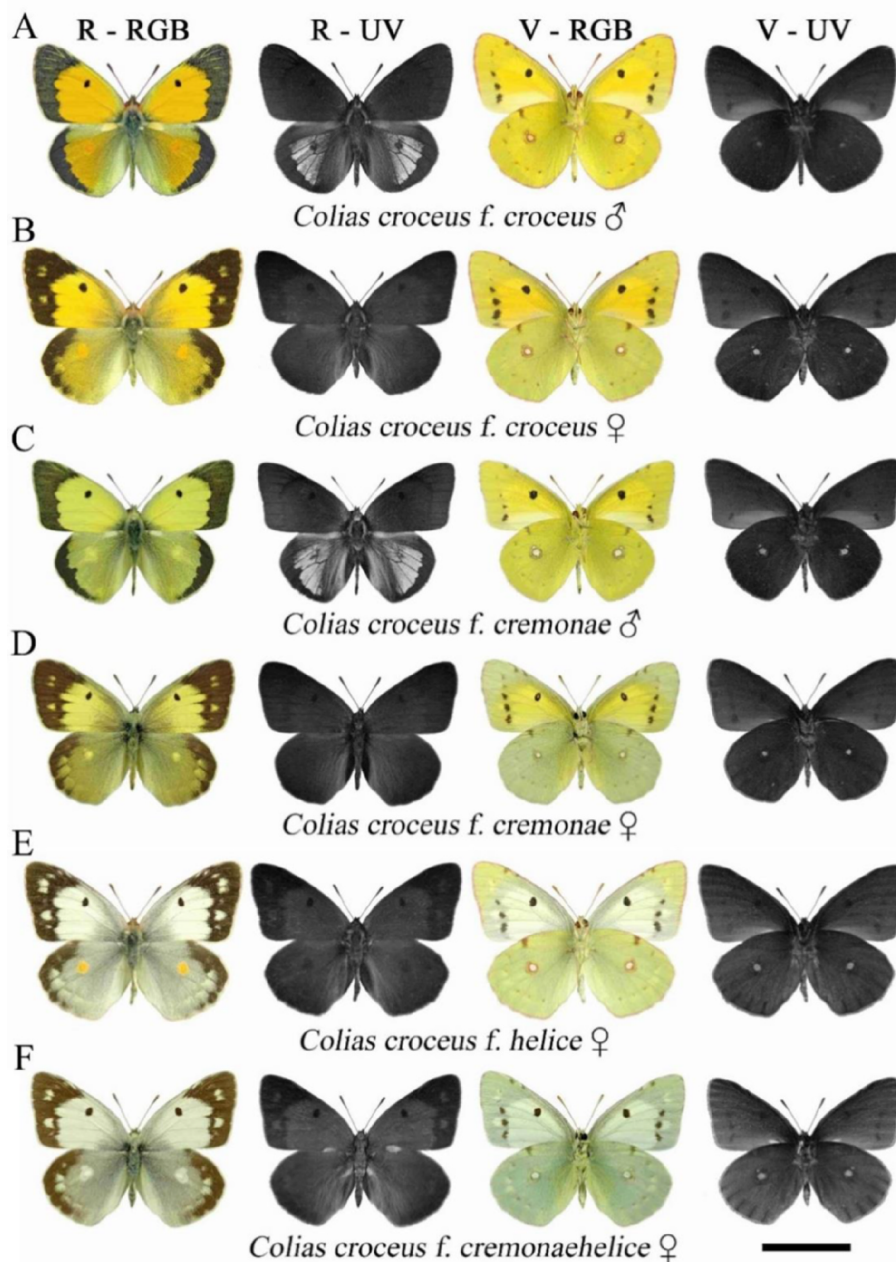 A R - RGB R - UV V - RGB V - UV
Colias croceus f. croceus ♂
B
Colias croceus f. croceus ♀
C
Colias croceus f. cremonae ♂
D
Colias croceus f. cremonae ♀
E
Colias croceus f. helice ♀
F
Colias croceus f. cremonaehelice ♀